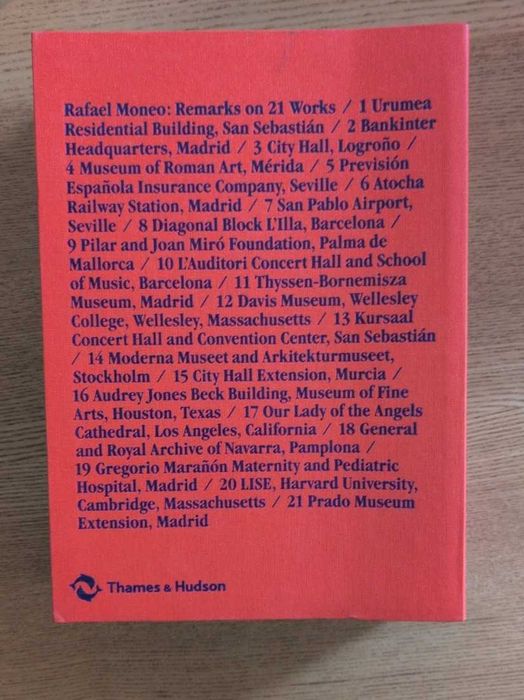 Rafael Moneo: Remarks on 21 Works / 1 Urumea
Residential Building, San Sebastián / 2 Bankinter
Headquarters, Madrid / 3 City Hall, Logroño /
4 Museum of Roman Art, Mérida / 5 Previsión
Española Insurance Company, Seville / 6 Atocha
Railway Station, Madrid / 7 San Pablo Airport,
Seville / 8 Diagonal Block L'Illa, Barcelona /
9 Pilar and Joan Miró Foundation, Palma de
Mallorca / 10 L'Auditori Concert Hall and School
of Music, Barcelona / 11 Thyssen-Bornemisza
Museum, Madrid / 12 Davis Museum, Wellesley
College, Wellesley, Massachusetts / 13 Kursaal
Concert Hall and Convention Center, San Sebastián
/ 14 Moderna Museet and Arkitekturmuseet,
Stockholm / 15 City Hall Extension, Murcia /
16 Audrey Jones Beck Building, Museum of Fine
Arts, Houston, Texas / 17 Our Lady of the Angels
Cathedral, Los Angeles, California / 18 General
and Royal Archive of Navarra, Pamplona /
19 Gregorio Marañón Maternity and Pediatric
Hospital, Madrid / 20 LISE, Harvard University,
Cambridge, Massachusetts / 21 Prado Museum
Extension, Madrid
Thames & Hudson